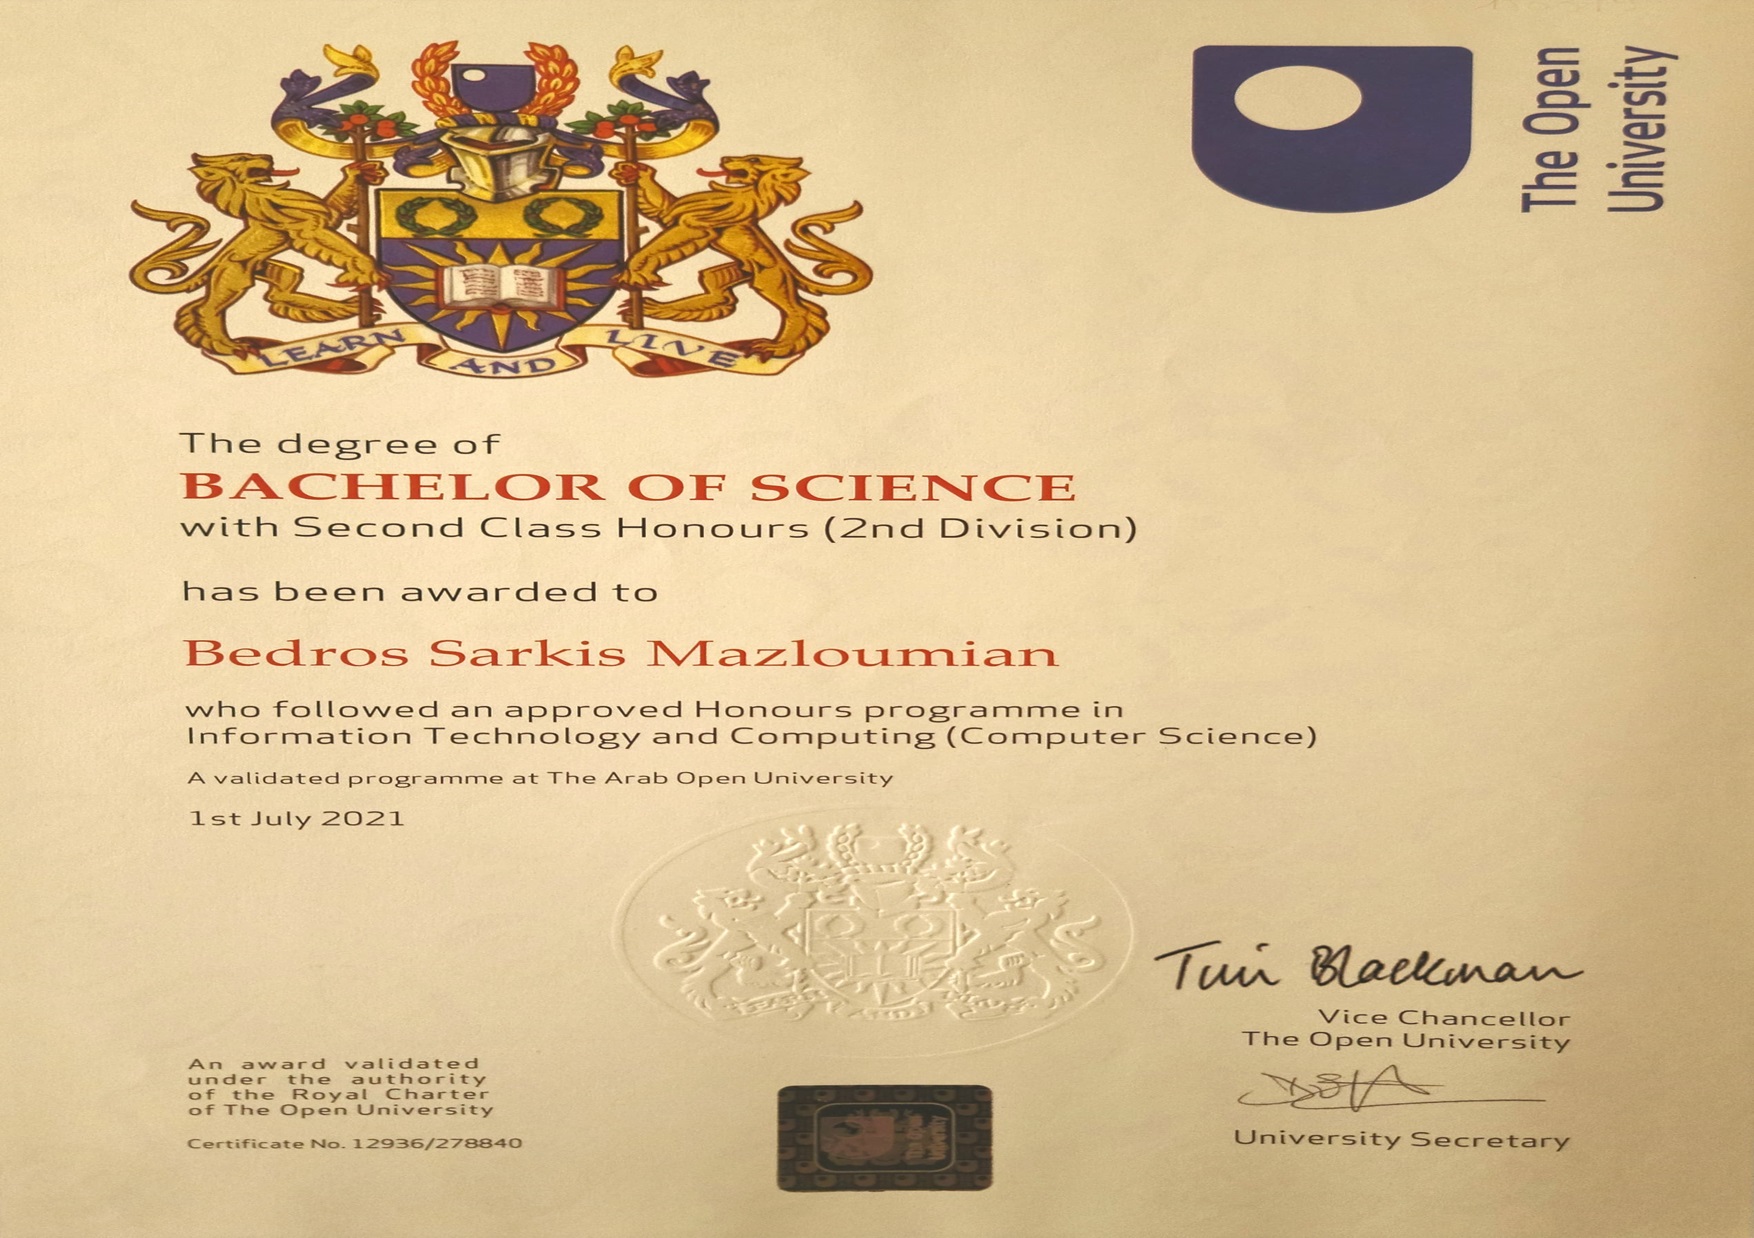 The Open
University
LEARN AND LIVE
The degree of
BACHELOR OF SCIENCE
with Second Class Honours (2nd Division)
has been awarded to
Bedros Sarkis Mazloumian
who followed an approved Honours programme in
Information Technology and Computing (Computer Science)
A validated programme at The Arab Open University
1st July 2021
Tim Blackman
Vice Chancellor
The Open University
University Secretary
An award validated
under the authority
of the Royal Charter
of The Open University
Certificate No. 12936/278840